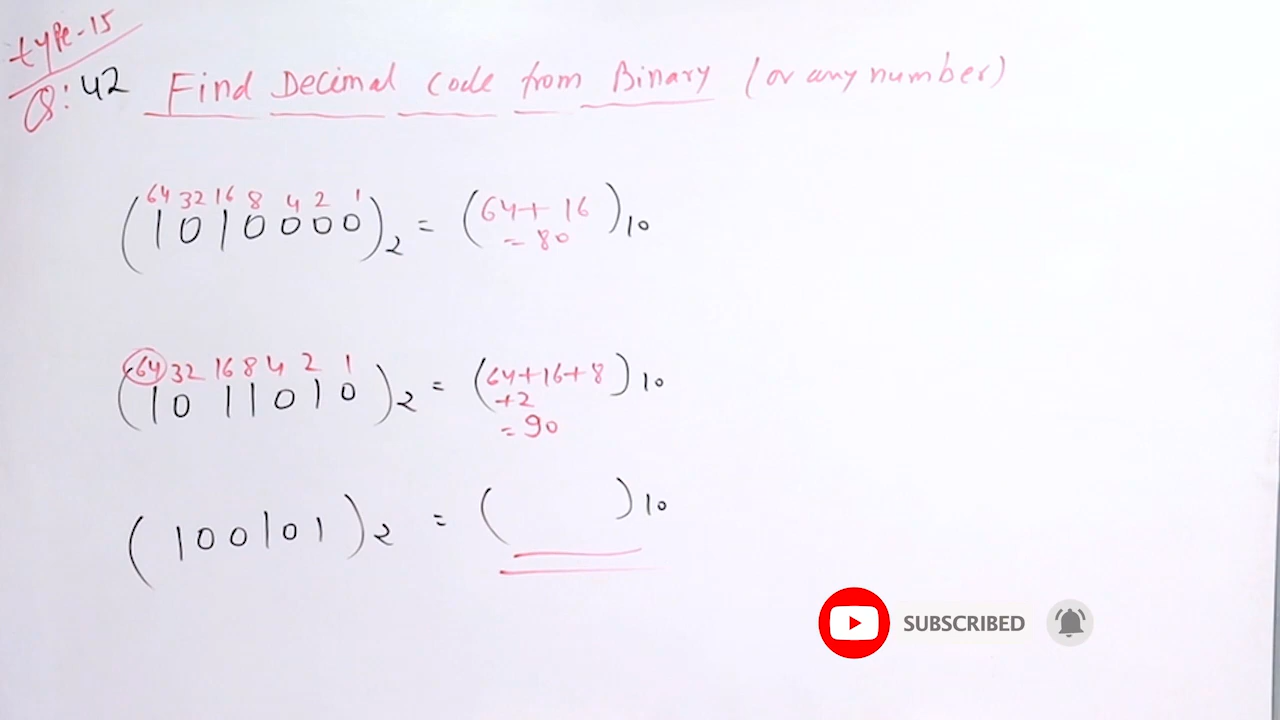 type-15
Q: 42 Find Decimal Code from Binary (or any number)
64 32 16 8 4 2 1
(1010000)2 = (64+16
= 80)10
64 32 16 8 4 2 1
(1011010)2 = (64+16+8
+2
= 90)10
(100101)2 = ( )10
SUBSCRIBED